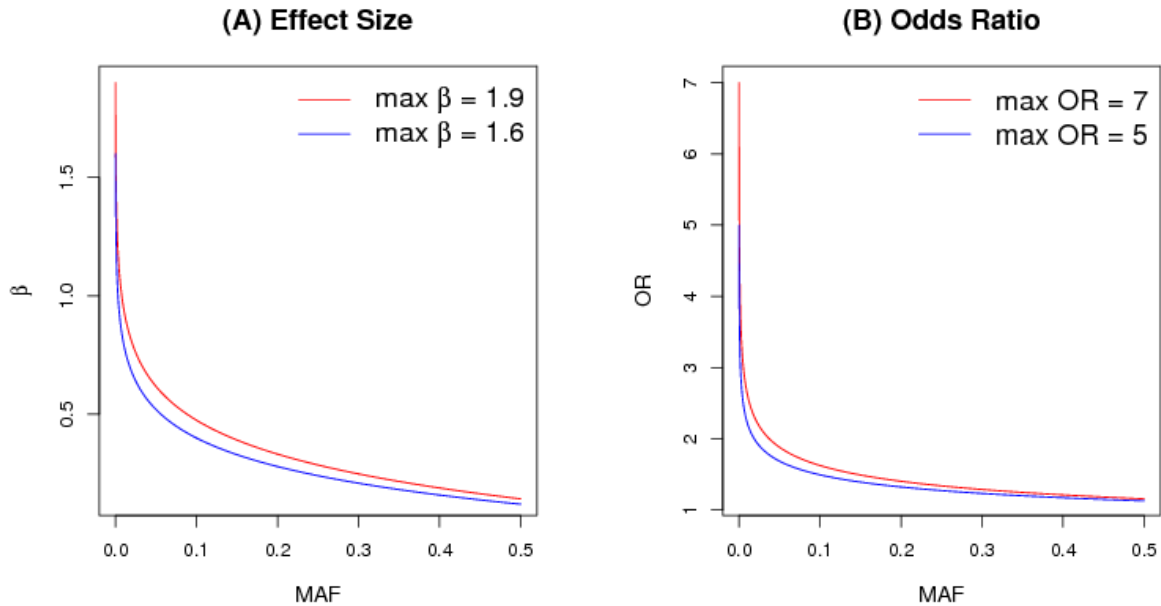 (A) Effect Size
max β = 1.9
max β = 1.6
1.5
1.0
0.5
β
0.0 0.1 0.2 0.3 0.4 0.5
MAF
(B) Odds Ratio
max OR = 7
max OR = 5
7
6
5
4
3
2
1
OR
0.0 0.1 0.2 0.3 0.4 0.5
MAF